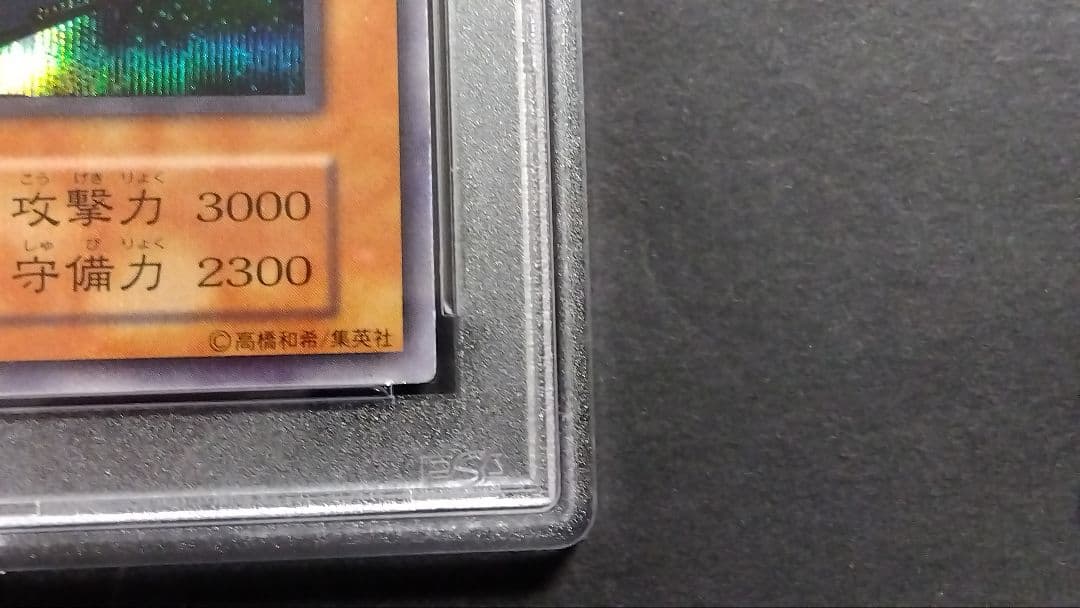 こう げき りょく
攻撃力 3000
しゅ び りょく
守備力 2300
©高橋和希/集英社
PSA